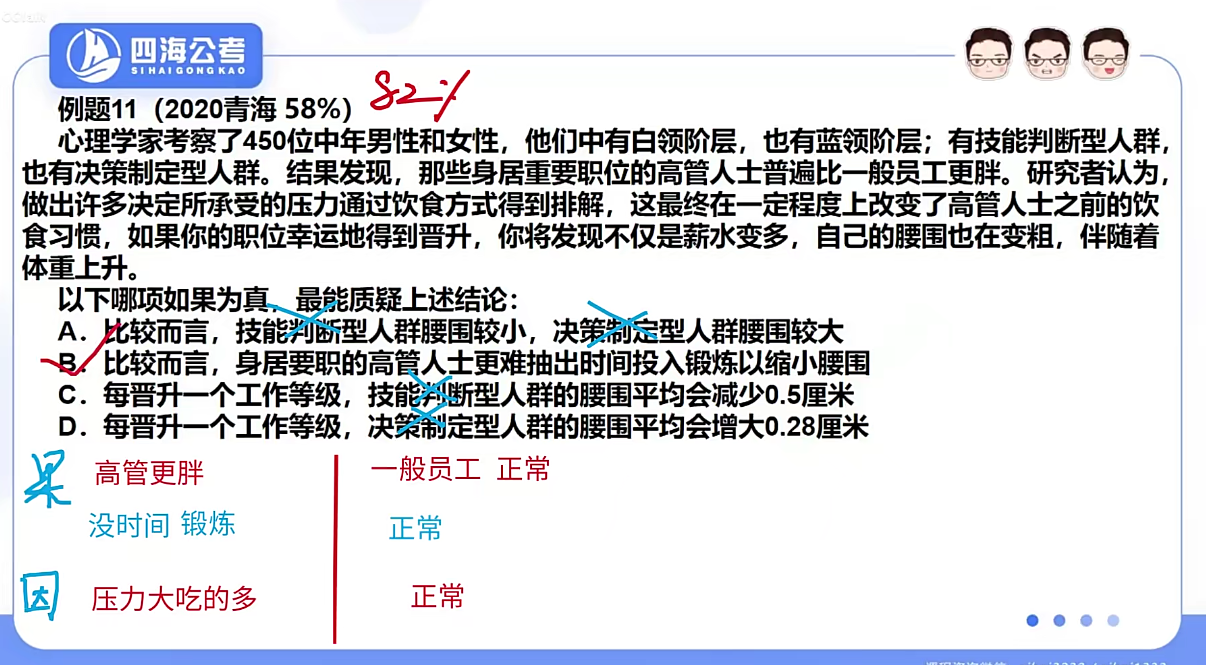 四海公考
SIHAIGONGKAO
例题11（2020青海 58%） 82%
心理学家考察了450位中年男性和女性，他们中有白领阶层，也有蓝领阶层；有技能判断型人群，
也有决策制定型人群。结果发现，那些身居重要职位的高管人士普遍比一般员工更胖。研究者认为，
做出许多决定所承受的压力通过饮食方式得到排解，这最终在一定程度上改变了高管人士之前的饮
食习惯，如果你的职位幸运地得到晋升，你将发现不仅是薪水变多，自己的腰围也在变粗，伴随着
体重上升。
以下哪项如果为真，最能质疑上述结论：
A．比较而言，技能判断型人群腰围较小，决策制定型人群腰围较大
B．比较而言，身居要职的高管人士更难抽出时间投入锻炼以缩小腰围
C．每晋升一个工作等级，技能判断型人群的腰围平均会减少0.5厘米
D．每晋升一个工作等级，决策制定型人群的腰围平均会增大0.28厘米
果 高管更胖 一般员工 正常
没时间 锻炼 正常
因 压力大吃的多 正常